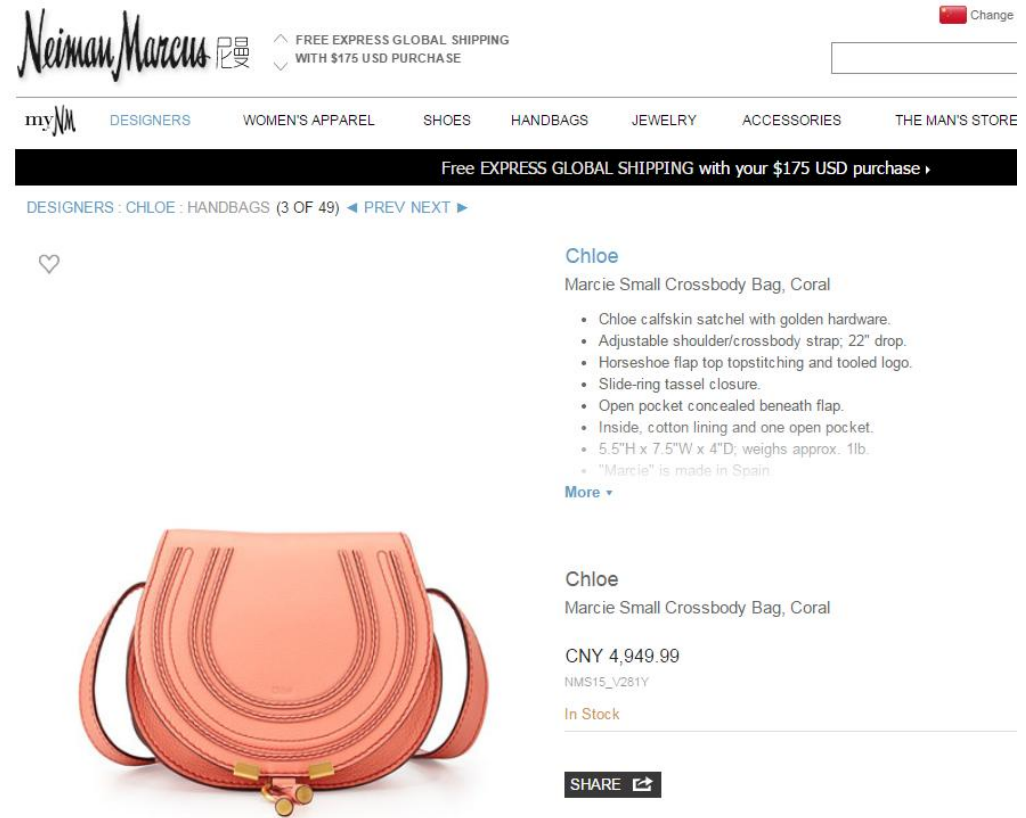 Neiman Marcus 尼曼
FREE EXPRESS GLOBAL SHIPPING
WITH $175 USD PURCHASE
Change
myNM DESIGNERS WOMEN'S APPAREL SHOES HANDBAGS JEWELRY ACCESSORIES THE MAN'S STORE
Free EXPRESS GLOBAL SHIPPING with your $175 USD purchase ›
DESIGNERS : CHLOE : HANDBAGS (3 OF 49) ◄ PREV NEXT ►
Chloe
Marcie Small Crossbody Bag, Coral
• Chloe calfskin satchel with golden hardware.
• Adjustable shoulder/crossbody strap; 22" drop.
• Horseshoe flap top topstitching and tooled logo.
• Slide-ring tassel closure.
• Open pocket concealed beneath flap.
• Inside, cotton lining and one open pocket.
• 5.5"H x 7.5"W x 4"D; weighs approx. 1lb.
• "Marcie" is made in Spain.
More ▼
Chloe
Marcie Small Crossbody Bag, Coral
CNY 4,949.99
NMS15_V281Y
In Stock
SHARE